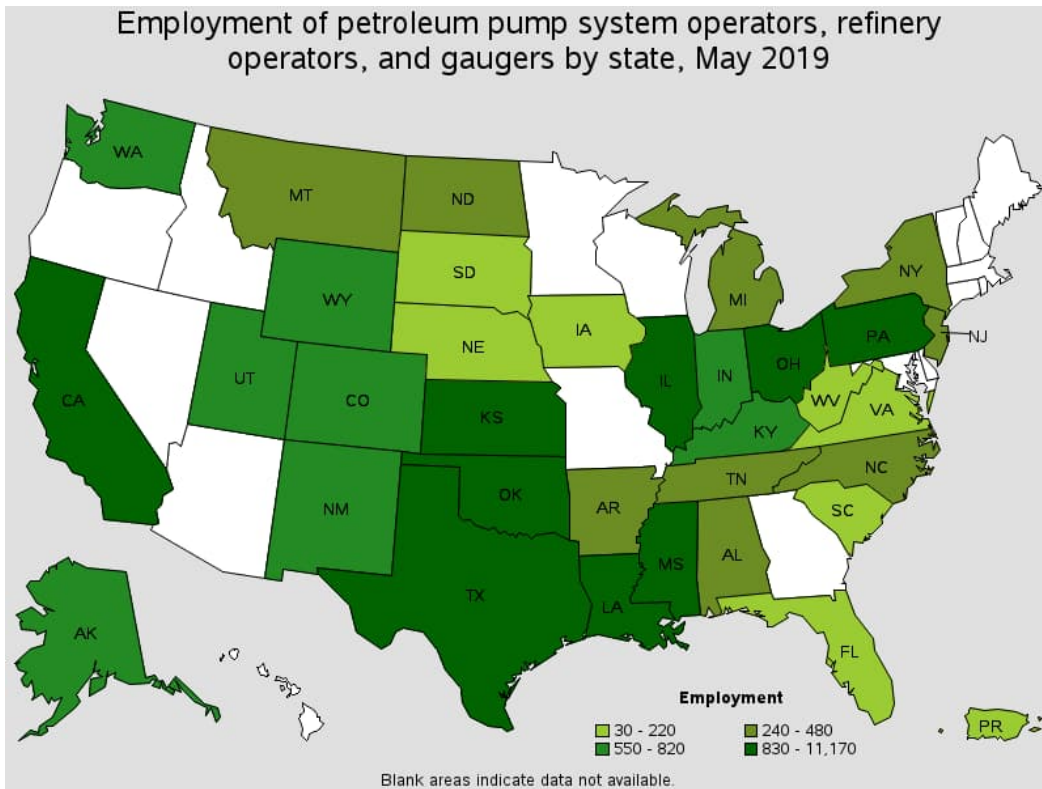 Employment of petroleum pump system operators, refinery
operators, and gaugers by state, May 2019
WA
MT
ND
SD
WY
MI
NY
NJ
NE
IA
PA
IL
IN
OH
UT
CO
CA
KS
WV
VA
KY
NM
OK
AR
TN
NC
SC
MS
AL
TX
LA
AK
FL
PR
Employment
30 - 220
240 - 480
550 - 820
830 - 11,170
Blank areas indicate data not available.